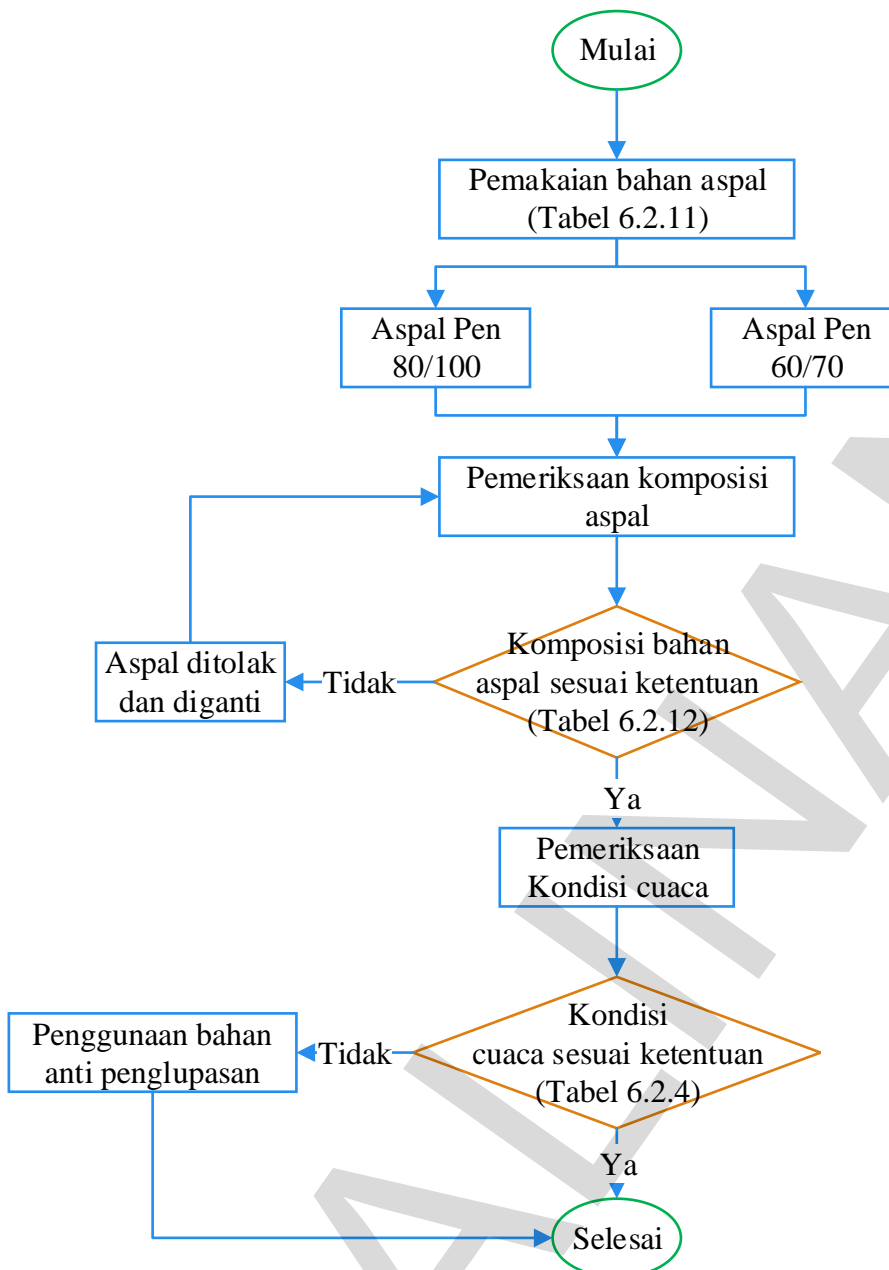 Mulai
Pemakaian bahan aspal
(Tabel 6.2.11)
Aspal Pen
80/100
Aspal Pen
60/70
Pemeriksaan komposisi
aspal
Komposisi bahan
aspal sesuai ketentuan
(Tabel 6.2.12)
Tidak
Aspal ditolak
dan diganti
Ya
Pemeriksaan
Kondisi cuaca
Kondisi
cuaca sesuai ketentuan
(Tabel 6.2.4)
Tidak
Penggunaan bahan
anti penglupasan
Ya
Selesai